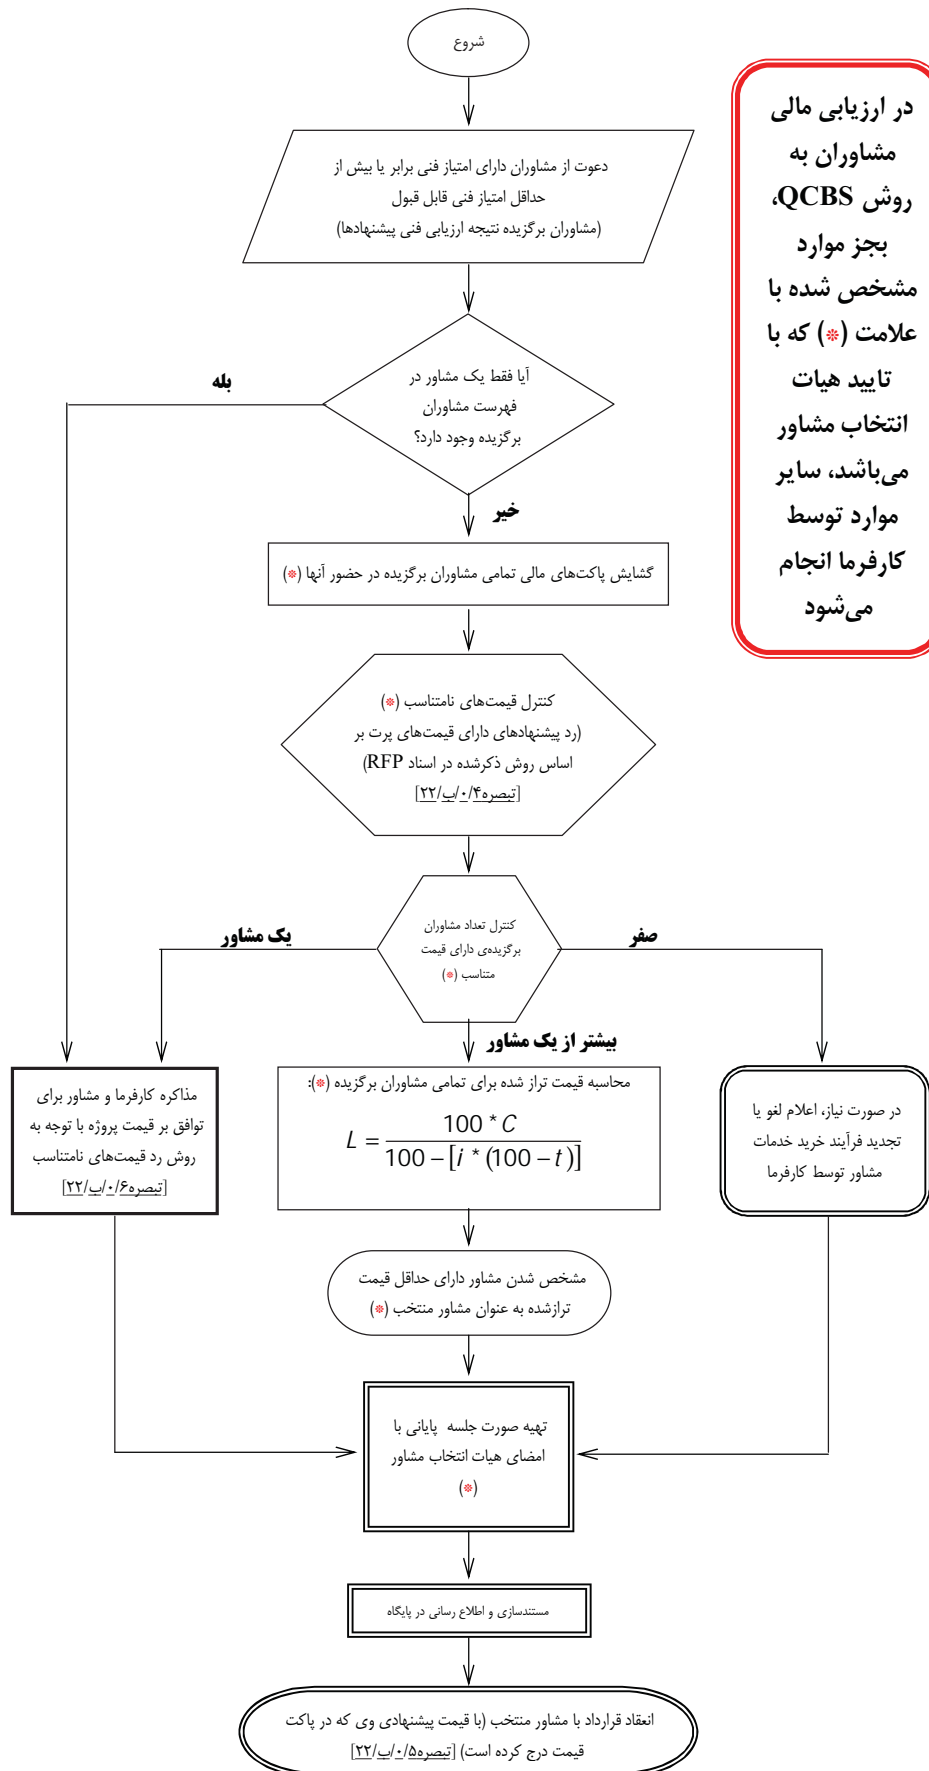 شروع
دعوت از مشاوران دارای امتیاز فنی برابر یا بیش از
حداقل امتیاز فنی قابل قبول
(مشاوران برگزیده نتیجه ارزیابی فنی پیشنهادها)
در ارزیابی مالی
مشاوران به
روش QCBS،
بجز موارد
مشخص شده با
علامت (*) که با
تایید هیات
انتخاب مشاور
می‌باشد، سایر
موارد توسط
کارفرما انجام
می‌شود
آیا فقط یک مشاور در
فهرست مشاوران
برگزیده وجود دارد؟
بله
خیر
گشایش پاکت‌های مالی تمامی مشاوران برگزیده در حضور آنها (*)
کنترل قیمت‌های نامتناسب (*)
(رد پیشنهادهای دارای قیمت‌های پرت بر
اساس روش ذکرشده در اسناد RFP)
[تبصره۴/۰/ب/۲۲]
کنترل تعداد مشاوران
برگزیده‌ی دارای قیمت
متناسب (*)
صفر
یک مشاور
بیشتر از یک مشاور
در صورت نیاز، اعلام لغو یا
تجدید فرآیند خرید خدمات
مشاور توسط کارفرما
محاسبه قیمت تراز شده برای تمامی مشاوران برگزیده (*):
L = 100 * C / 100 – [i * (100 – t)]
مذاکره کارفرما و مشاور برای
توافق بر قیمت پروژه با توجه به
روش رد قیمت‌های نامتناسب
[تبصره۶/۰/ب/۲۲]
مشخص شدن مشاور دارای حداقل قیمت
ترازشده به عنوان مشاور منتخب (*)
تهیه صورت جلسه پایانی با
امضای هیات انتخاب مشاور
(*)
مستندسازی و اطلاع رسانی در پایگاه
انعقاد قرارداد با مشاور منتخب (با قیمت پیشنهادی وی که در پاکت
قیمت درج کرده است) [تبصره۵/۰/ب/۲۲]